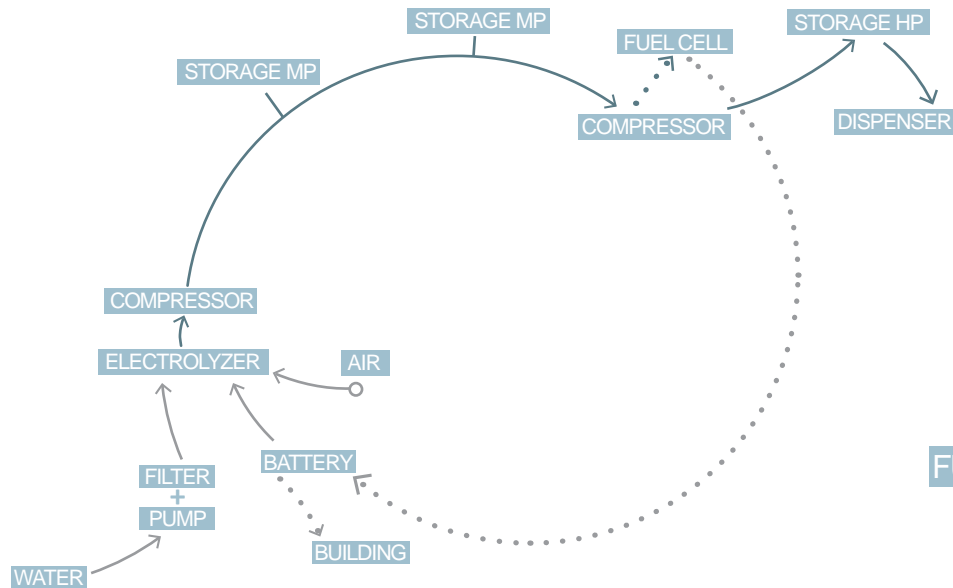 STORAGE MP
STORAGE HP
FUEL CELL
STORAGE MP
COMPRESSOR
DISPENSER
COMPRESSOR
ELECTROLYZER
AIR
BATTERY
FILTER
+
PUMP
BUILDING
WATER